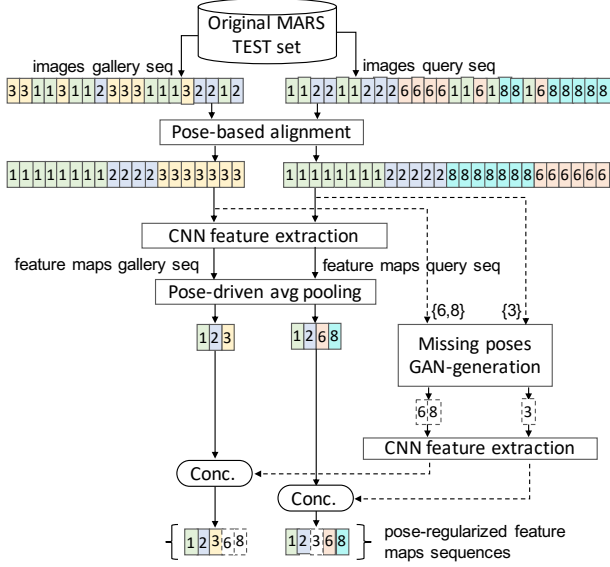 Original MARS
TEST set
images gallery seq
images query seq
3 3 1 1 3 1 1 2 3 3 3 1 1 1 3 2 2 1 2
1 1 2 2 1 1 2 2 2 6 6 6 6 1 1 6 1 8 8 1 6 8 8 8 8 8
Pose-based alignment
1 1 1 1 1 1 1 1 2 2 2 2 3 3 3 3 3 3 3
1 1 1 1 1 1 1 1 2 2 2 2 2 8 8 8 8 8 8 8 6 6 6 6 6 6
CNN feature extraction
feature maps gallery seq
feature maps query seq
Pose-driven avg pooling
{6,8}
{3}
1 2 3
1 2 6 8
Missing poses
GAN-generation
6 8
3
CNN feature extraction
Conc.
Conc.
1 2 3 6 8
1 2 3 6 8
pose-regularized feature
maps sequences